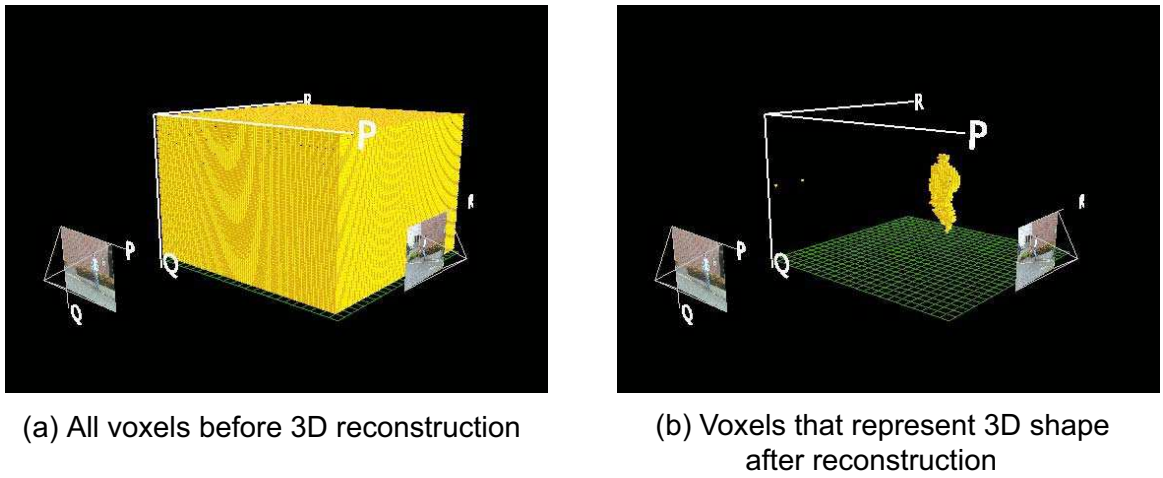 R
P
R
P
Q
Q
R
P
R
P
Q
Q
(a) All voxels before 3D reconstruction
(b) Voxels that represent 3D shape
after reconstruction